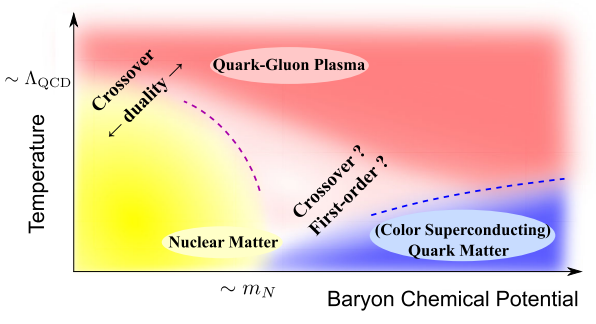 Quark-Gluon Plasma
Crossover
← duality →
∼ Λ_QCD
Temperature
Crossover ?
First-order ?
(Color Superconducting)
Quark Matter
Nuclear Matter
∼ m_N
Baryon Chemical Potential